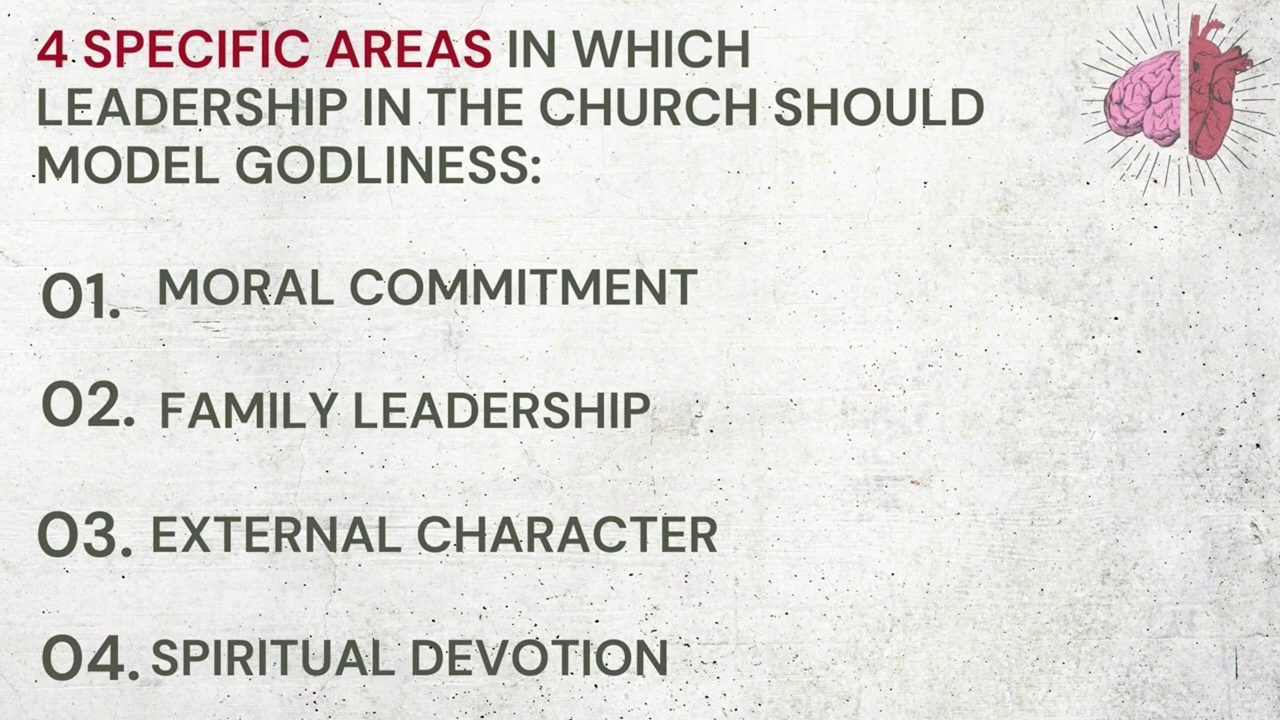 4 SPECIFIC AREAS IN WHICH
LEADERSHIP IN THE CHURCH SHOULD
MODEL GODLINESS:
01. MORAL COMMITMENT
02. FAMILY LEADERSHIP
03. EXTERNAL CHARACTER
04. SPIRITUAL DEVOTION